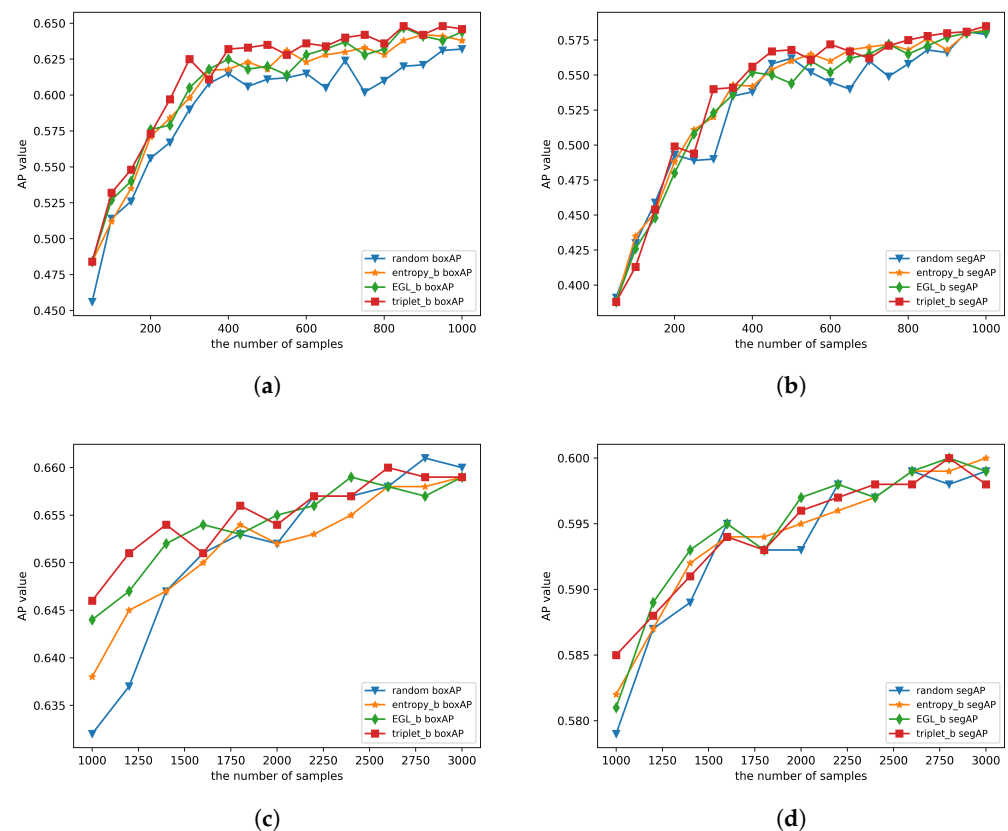 0.650
0.625
0.600
0.575
0.550
0.525
0.500
0.475
0.450
AP value
200
400
600
800
1000
the number of samples
random boxAP
entropy_b boxAP
EGL_b boxAP
triplet_b boxAP
(a)
0.575
0.550
0.525
0.500
0.475
0.450
0.425
0.400
AP value
200
400
600
800
1000
the number of samples
random segAP
entropy_b segAP
EGL_b segAP
triplet_b segAP
(b)
0.660
0.655
0.650
0.645
0.640
0.635
AP value
1000 1250 1500 1750 2000 2250 2500 2750 3000
the number of samples
random boxAP
entropy_b boxAP
EGL_b boxAP
triplet_b boxAP
(c)
0.600
0.595
0.590
0.585
0.580
AP value
1000 1250 1500 1750 2000 2250 2500 2750 3000
the number of samples
random segAP
entropy_b segAP
EGL_b segAP
triplet_b segAP
(d)